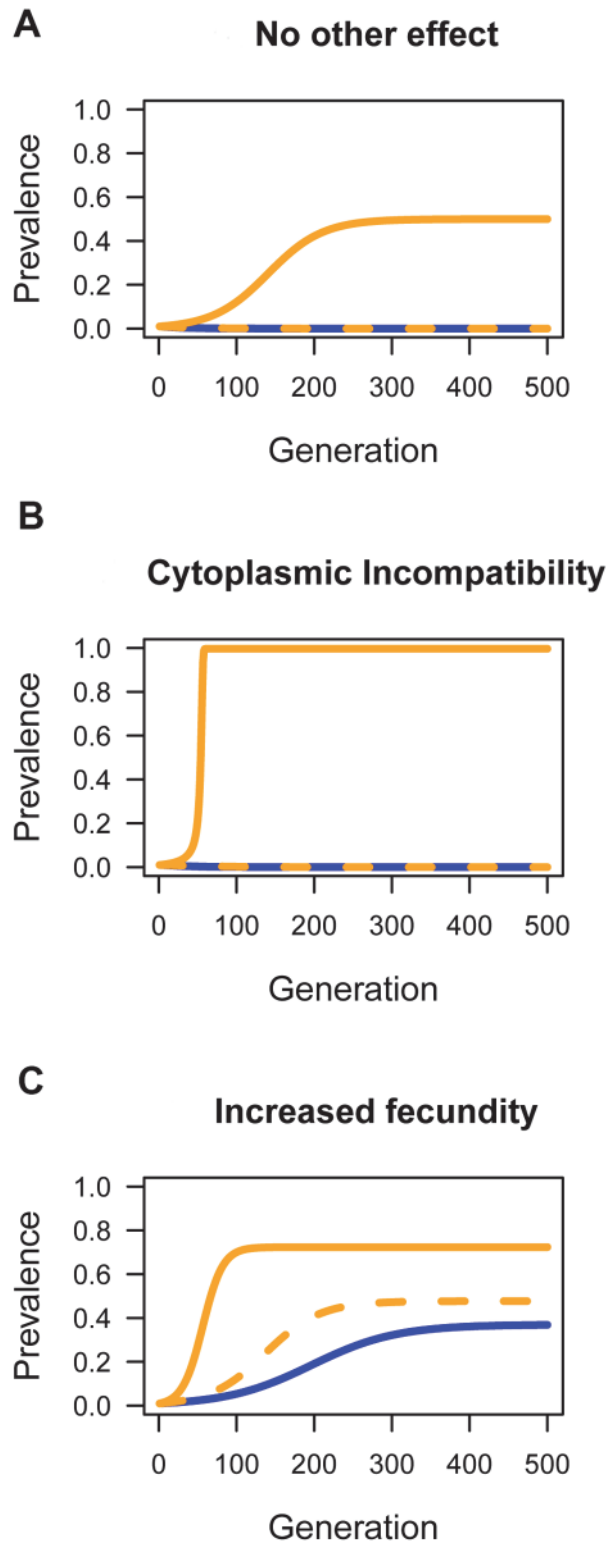 A
No other effect
Prevalence
1.0
0.8
0.6
0.4
0.2
0.0
0 100 200 300 400 500
Generation
B
Cytoplasmic Incompatibility
Prevalence
1.0
0.8
0.6
0.4
0.2
0.0
0 100 200 300 400 500
Generation
C
Increased fecundity
Prevalence
1.0
0.8
0.6
0.4
0.2
0.0
0 100 200 300 400 500
Generation